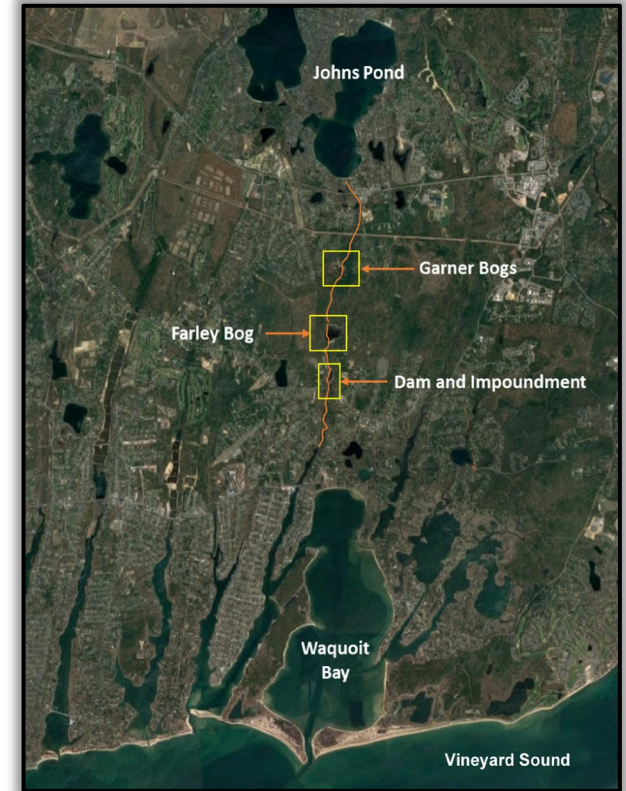 Johns Pond
Garner Bogs
Farley Bog
Dam and Impoundment
Waquoit
Bay
Vineyard Sound